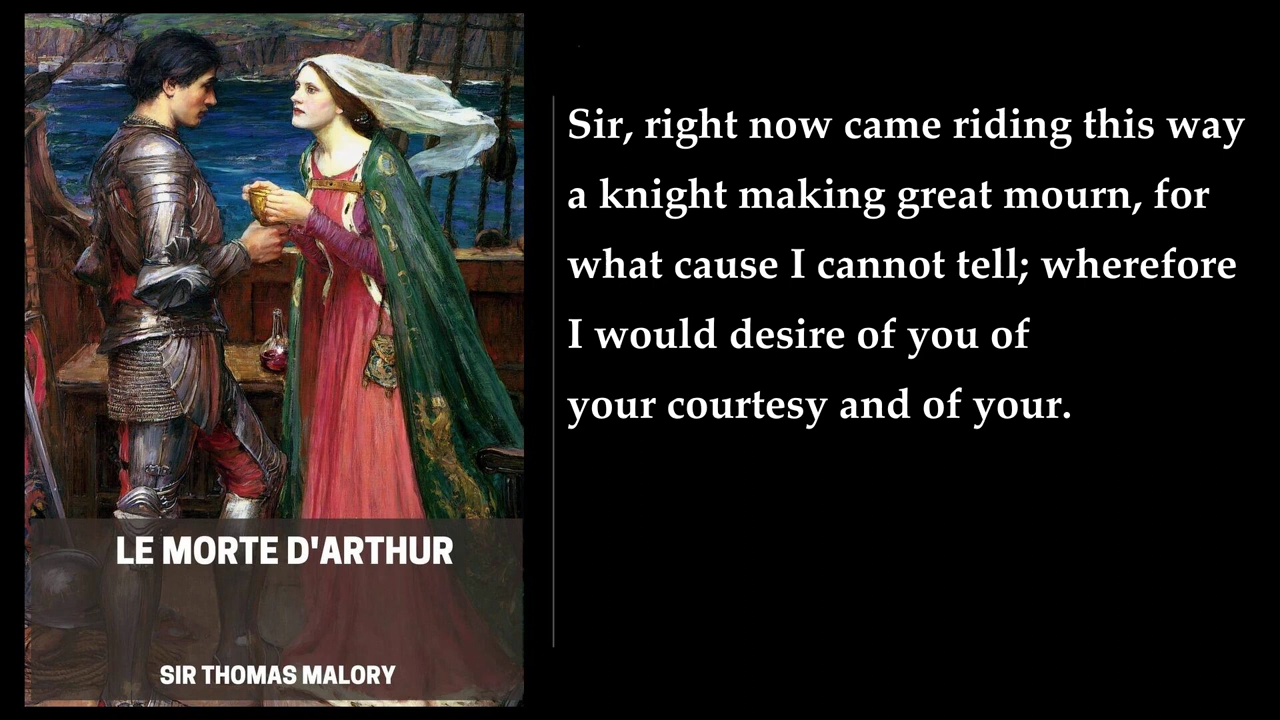 LE MORTE D'ARTHUR
SIR THOMAS MALORY
Sir, right now came riding this way
a knight making great mourn, for
what cause I cannot tell; wherefore
I would desire of you of
your courtesy and of your.